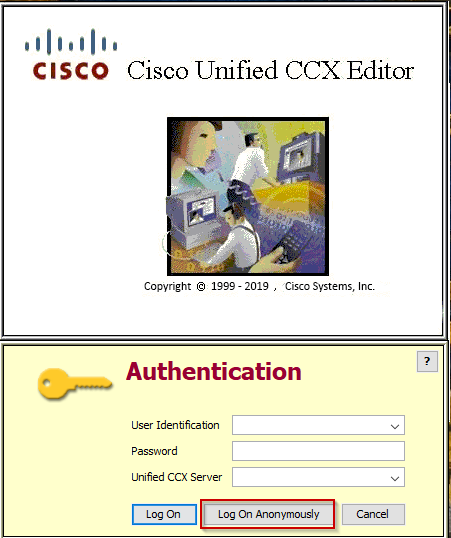 CISCO
Cisco Unified CCX Editor
Copyright © 1999 - 2019 , Cisco Systems, Inc.
?
Authentication
User Identification
Password
Unified CCX Server
Log On
Log On Anonymously
Cancel